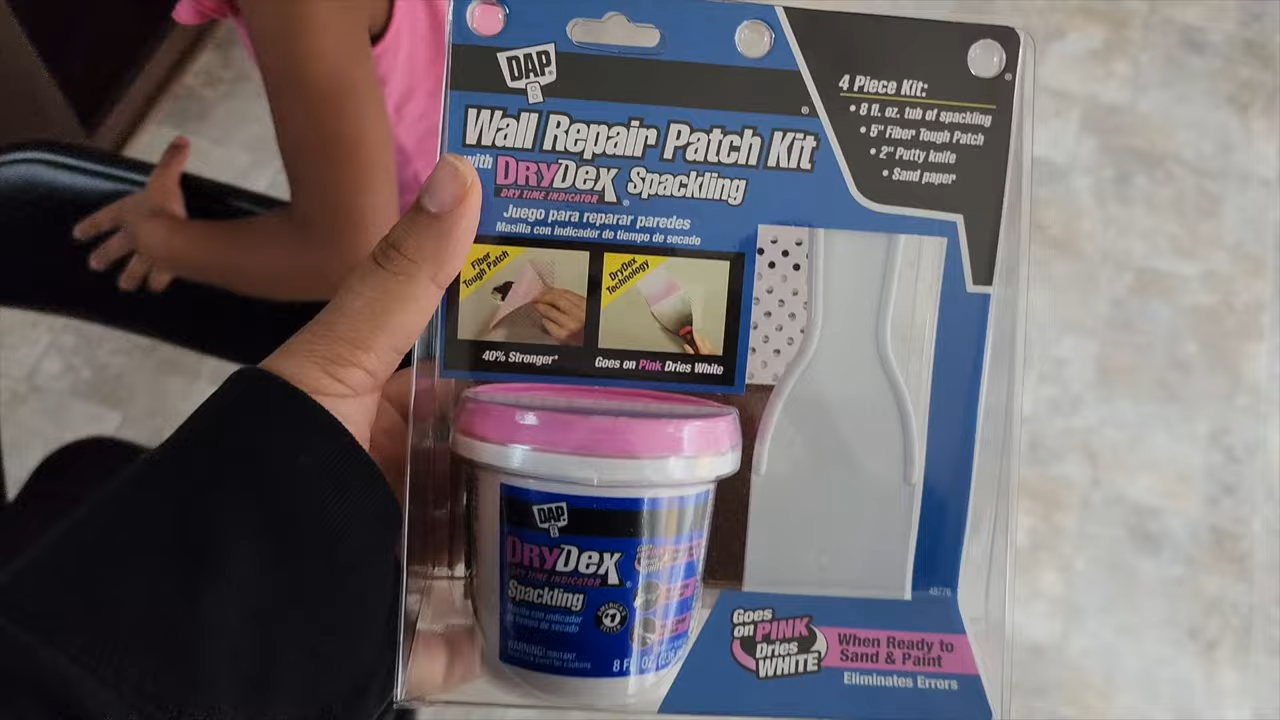 DAP
4 Piece Kit:
• 8 fl. oz. tub of spackling
• 5" Fiber Tough Patch
• 2" Putty knife
• Sand paper
Wall Repair Patch Kit
with DRYDEX® Spackling
DRY TIME INDICATOR
Juego para reparar paredes
Masilla con indicador de tiempo de secado
Fiber
Tough Patch
DryDex
Technology
40% Stronger*
Goes on Pink Dries White
DAP
DRYDEX
DRY TIME INDICATOR
Spackling
Masilla con indicador
de tiempo de secado
AMERICA'S
#1
WARNING! IRRITANT.
8 FL OZ
48776
Goes
on PINK
Dries
WHITE
When Ready to
Sand & Paint
Eliminates Errors